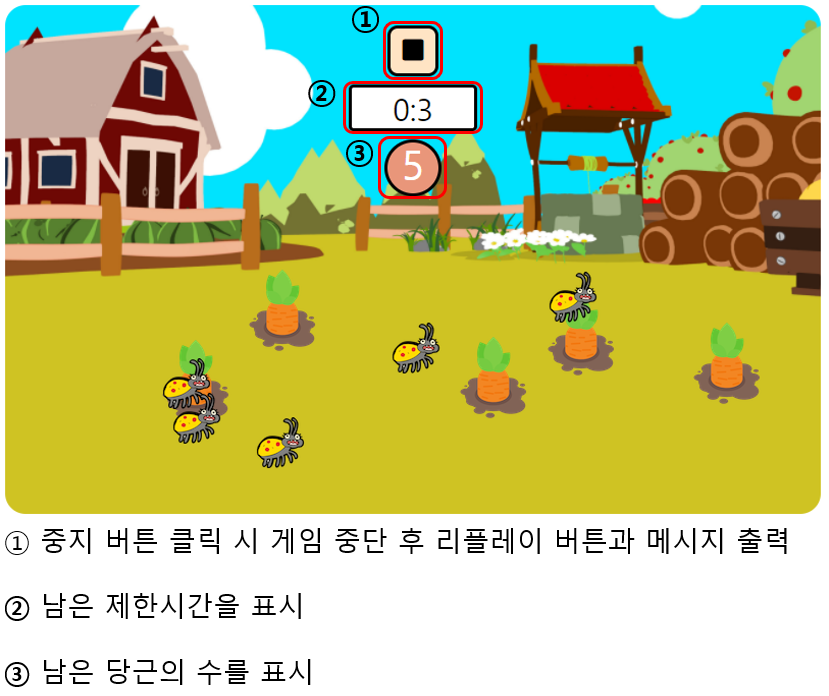 ①
②
0:3
③
5
① 중지 버튼 클릭 시 게임 중단 후 리플레이 버튼과 메시지 출력
② 남은 제한시간을 표시
③ 남은 당근의 수를 표시